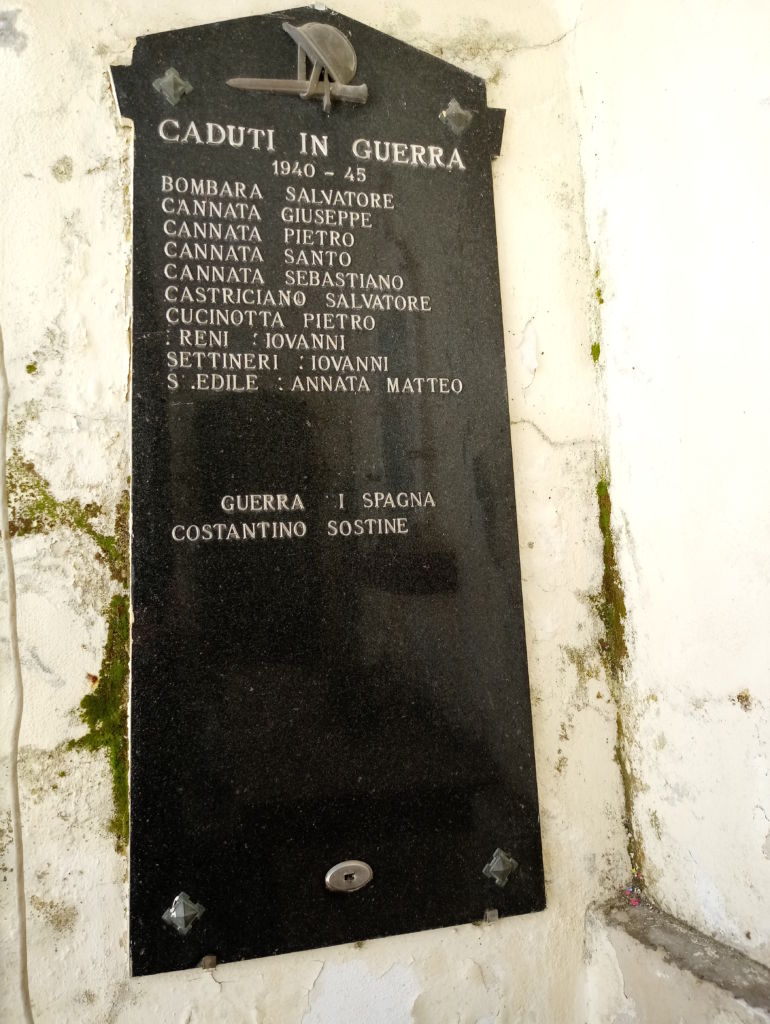 CADUTI IN GUERRA
1940 - 45
BOMBARA SALVATORE
CANNATA GIUSEPPE
CANNATA PIETRO
CANNATA SANTO
CANNATA SEBASTIANO
CASTRICIANO SALVATORE
CUCINOTTA PIETRO
RENI IOVANNI
SETTINERI IOVANNI
S EDILE ANNATA MATTEO
GUERRA I SPAGNA
COSTANTINO SOSTINE